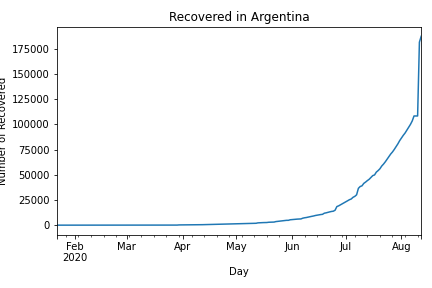 Recovered in Argentina
Number of Recovered
175000
150000
125000
100000
75000
50000
25000
0
Feb Mar Apr May Jun Jul Aug
2020
Day